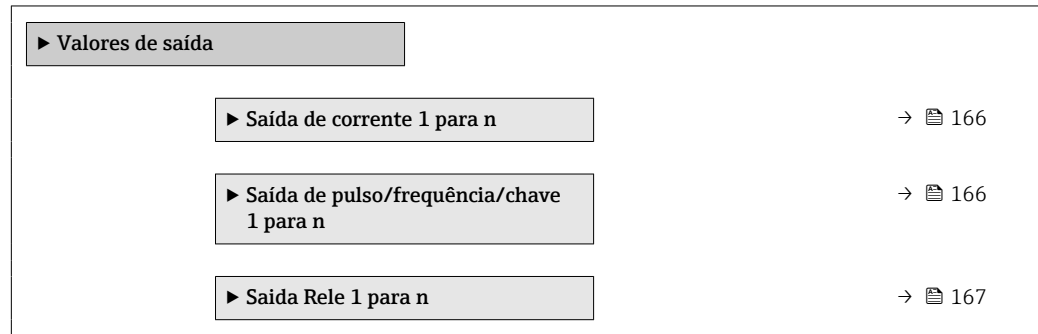 ▶ Valores de saída
▶ Saída de corrente 1 para n → 166
▶ Saída de pulso/frequência/chave → 166
1 para n
▶ Saida Rele 1 para n → 167